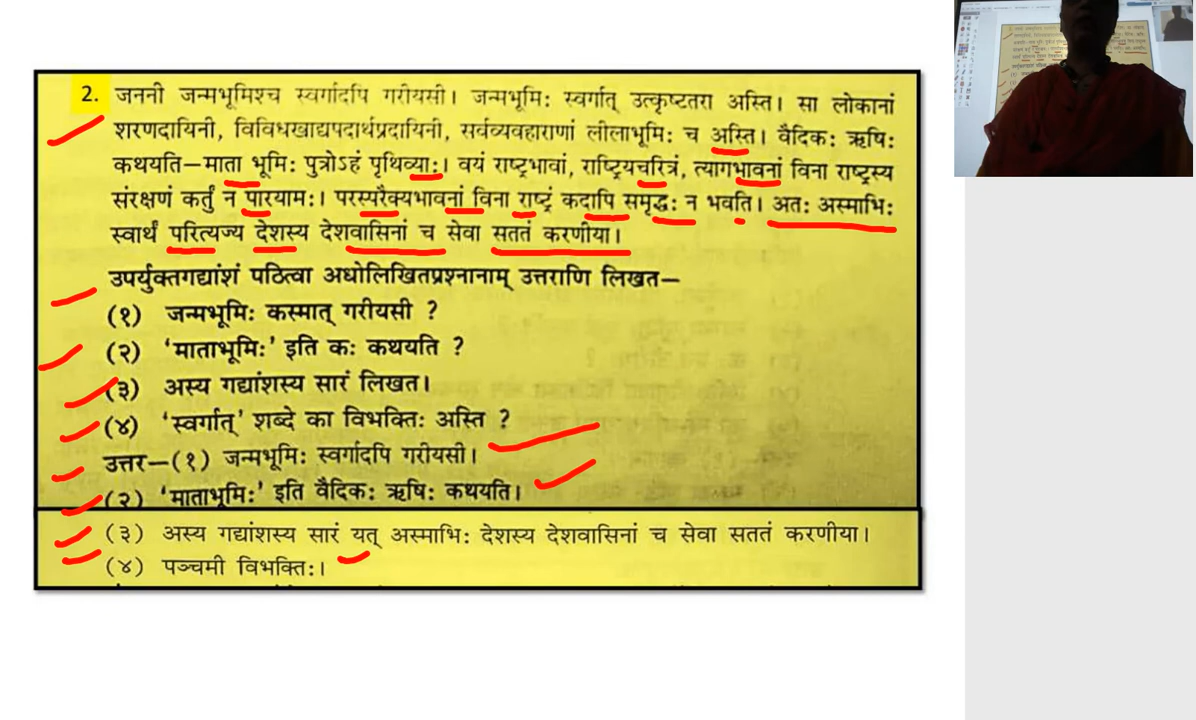 2. जननी जन्मभूमिश्च स्वर्गादपि गरीयसी। जन्मभूमिः स्वर्गात् उत्कृष्टतरा अस्ति। सा लोकानां
शरणदायिनी, विविधखाद्यपदार्थप्रदायिनी, सर्वव्यवहाराणां लीलाभूमिः च अस्ति। वैदिकः ऋषिः
कथयति–माता भूमिः पुत्रोऽहं पृथिव्याः। वयं राष्ट्रभावां, राष्ट्रियचरित्रं, त्यागभावनां विना राष्ट्रस्य
संरक्षणं कर्तुं न पारयामः। परस्परैक्यभावनां विना राष्ट्रं कदापि समृद्धः न भवति। अतः अस्माभिः
स्वार्थं परित्यज्य देशस्य देशवासिनां च सेवा सततं करणीया।
उपर्युक्तगद्यांशं पठित्वा अधोलिखितप्रश्नानाम् उत्तराणि लिखत–
(१) जन्मभूमिः कस्मात् गरीयसी ?
(२) ‘माताभूमिः’ इति कः कथयति ?
(३) अस्य गद्यांशस्य सारं लिखत।
(४) ‘स्वर्गात्’ शब्दे का विभक्तिः अस्ति ?
उत्तर–(१) जन्मभूमिः स्वर्गादपि गरीयसी।
(२) ‘माताभूमिः’ इति वैदिकः ऋषिः कथयति।
(३) अस्य गद्यांशस्य सारं यत् अस्माभिः देशस्य देशवासिनां च सेवा सततं करणीया।
(४) पञ्चमी विभक्तिः।